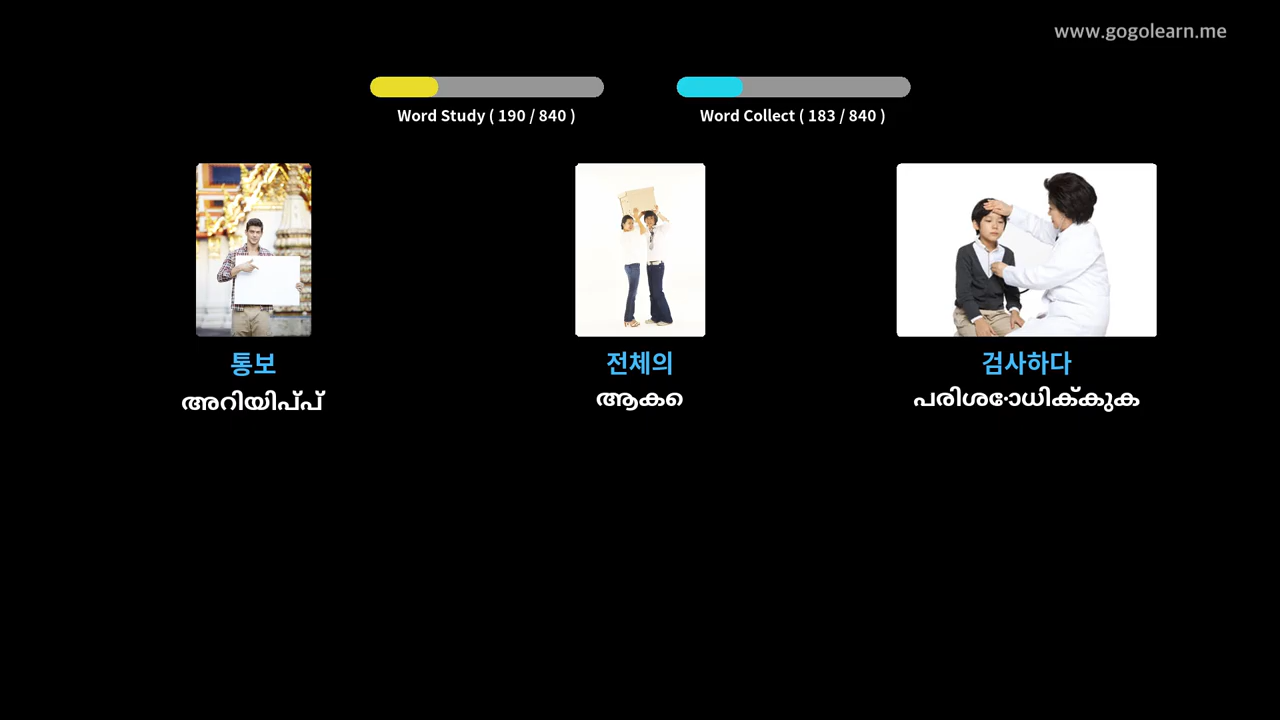 www.gogolearn.me
Word Study ( 190 / 840 )
Word Collect ( 183 / 840 )
통보
അറിയിപ്പ്
전체의
ആകെ
검사하다
പരിശോധിക്കുക